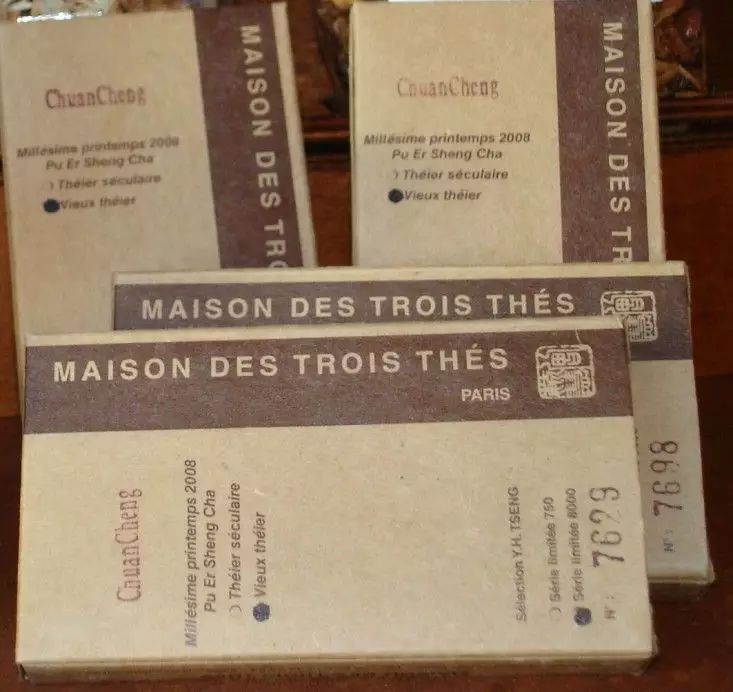 ChuanCheng
Millésime printemps 2008
Pu Er Sheng Cha
Théier séculaire
Vieux théier
MAISON DES TRO
ChuanCheng
Millésime printemps 2008
Pu Er Sheng Cha
Théier séculaire
Vieux théier
MAISON DES TR
MAISON DES TROIS THÉS
N°: 7698
MAISON DES TROIS THÉS
PARIS
ChuanCheng
Millésime printemps 2008
Pu Er Sheng Cha
Théier séculaire
Vieux théier
Sélection Y.H. TSENG
Série limitée 750
Série limitée 8000
N°: 7629